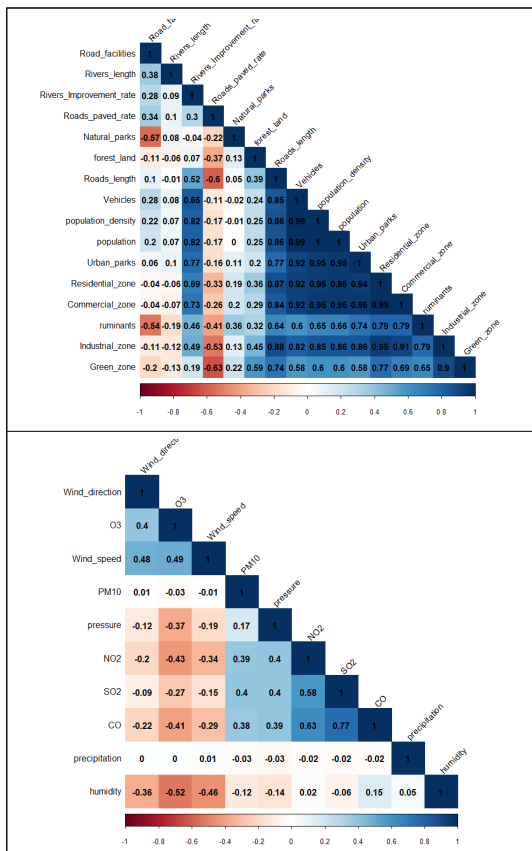 Road_fa
Rivers_length
Rivers_Improvement_ra
Roads_paved_rate
Natural_parks
forest_land
Roads_length
Vehicles
population_density
population
Urban_parks
Residential_zone
Commercial_zone
ruminants
Industrial_zone
Green_zone
Road_facilities 1
Rivers_length 0.38 1
Rivers_Improvement_rate 0.28 0.09 1
Roads_paved_rate 0.34 0.1 0.3 1
Natural_parks -0.57 0.08 -0.04 -0.22 1
forest_land -0.11 -0.06 0.07 -0.37 0.13 1
Roads_length 0.1 -0.01 0.52 -0.6 0.05 0.39 1
Vehicles 0.28 0.08 0.85 -0.11 -0.02 0.24 0.85 1
population_density 0.22 0.07 0.82 -0.17 -0.01 0.25 0.86 0.99 1
population 0.2 0.07 0.82 -0.17 0 0.25 0.86 0.99 1 1
Urban_parks 0.06 0.1 0.77 -0.16 0.11 0.2 0.77 0.92 0.95 0.95 1
Residential_zone -0.04 -0.06 0.69 -0.33 0.19 0.36 0.87 0.92 0.95 0.95 0.94 1
Commercial_zone -0.04 -0.07 0.73 -0.26 0.2 0.29 0.84 0.92 0.95 0.95 0.96 0.99 1
ruminants -0.54 -0.19 0.46 -0.41 0.36 0.32 0.64 0.6 0.65 0.66 0.74 0.79 0.79 1
Industrial_zone -0.11 -0.12 0.49 -0.53 0.13 0.45 0.88 0.82 0.85 0.86 0.86 0.95 0.91 0.79 1
Green_zone -0.2 -0.13 0.19 -0.63 0.22 0.59 0.74 0.58 0.6 0.6 0.58 0.77 0.69 0.65 0.9 1
-1 -0.8 -0.6 -0.4 -0.2 0 0.2 0.4 0.6 0.8 1
Wind_direct
O3
Wind_speed
PM10
pressure
NO2
SO2
CO
precipitation
humidity
Wind_direction 1
O3 0.4 1
Wind_speed 0.48 0.49 1
PM10 0.01 -0.03 -0.01 1
pressure -0.12 -0.37 -0.19 0.17 1
NO2 -0.2 -0.43 -0.34 0.39 0.4 1
SO2 -0.09 -0.27 -0.15 0.4 0.4 0.58 1
CO -0.22 -0.41 -0.29 0.38 0.39 0.63 0.77 1
precipitation 0 0 0.01 -0.03 -0.03 -0.02 -0.02 -0.02 1
humidity -0.36 -0.52 -0.46 -0.12 -0.14 0.02 -0.06 0.15 0.05 1
-1 -0.8 -0.6 -0.4 -0.2 0 0.2 0.4 0.6 0.8 1